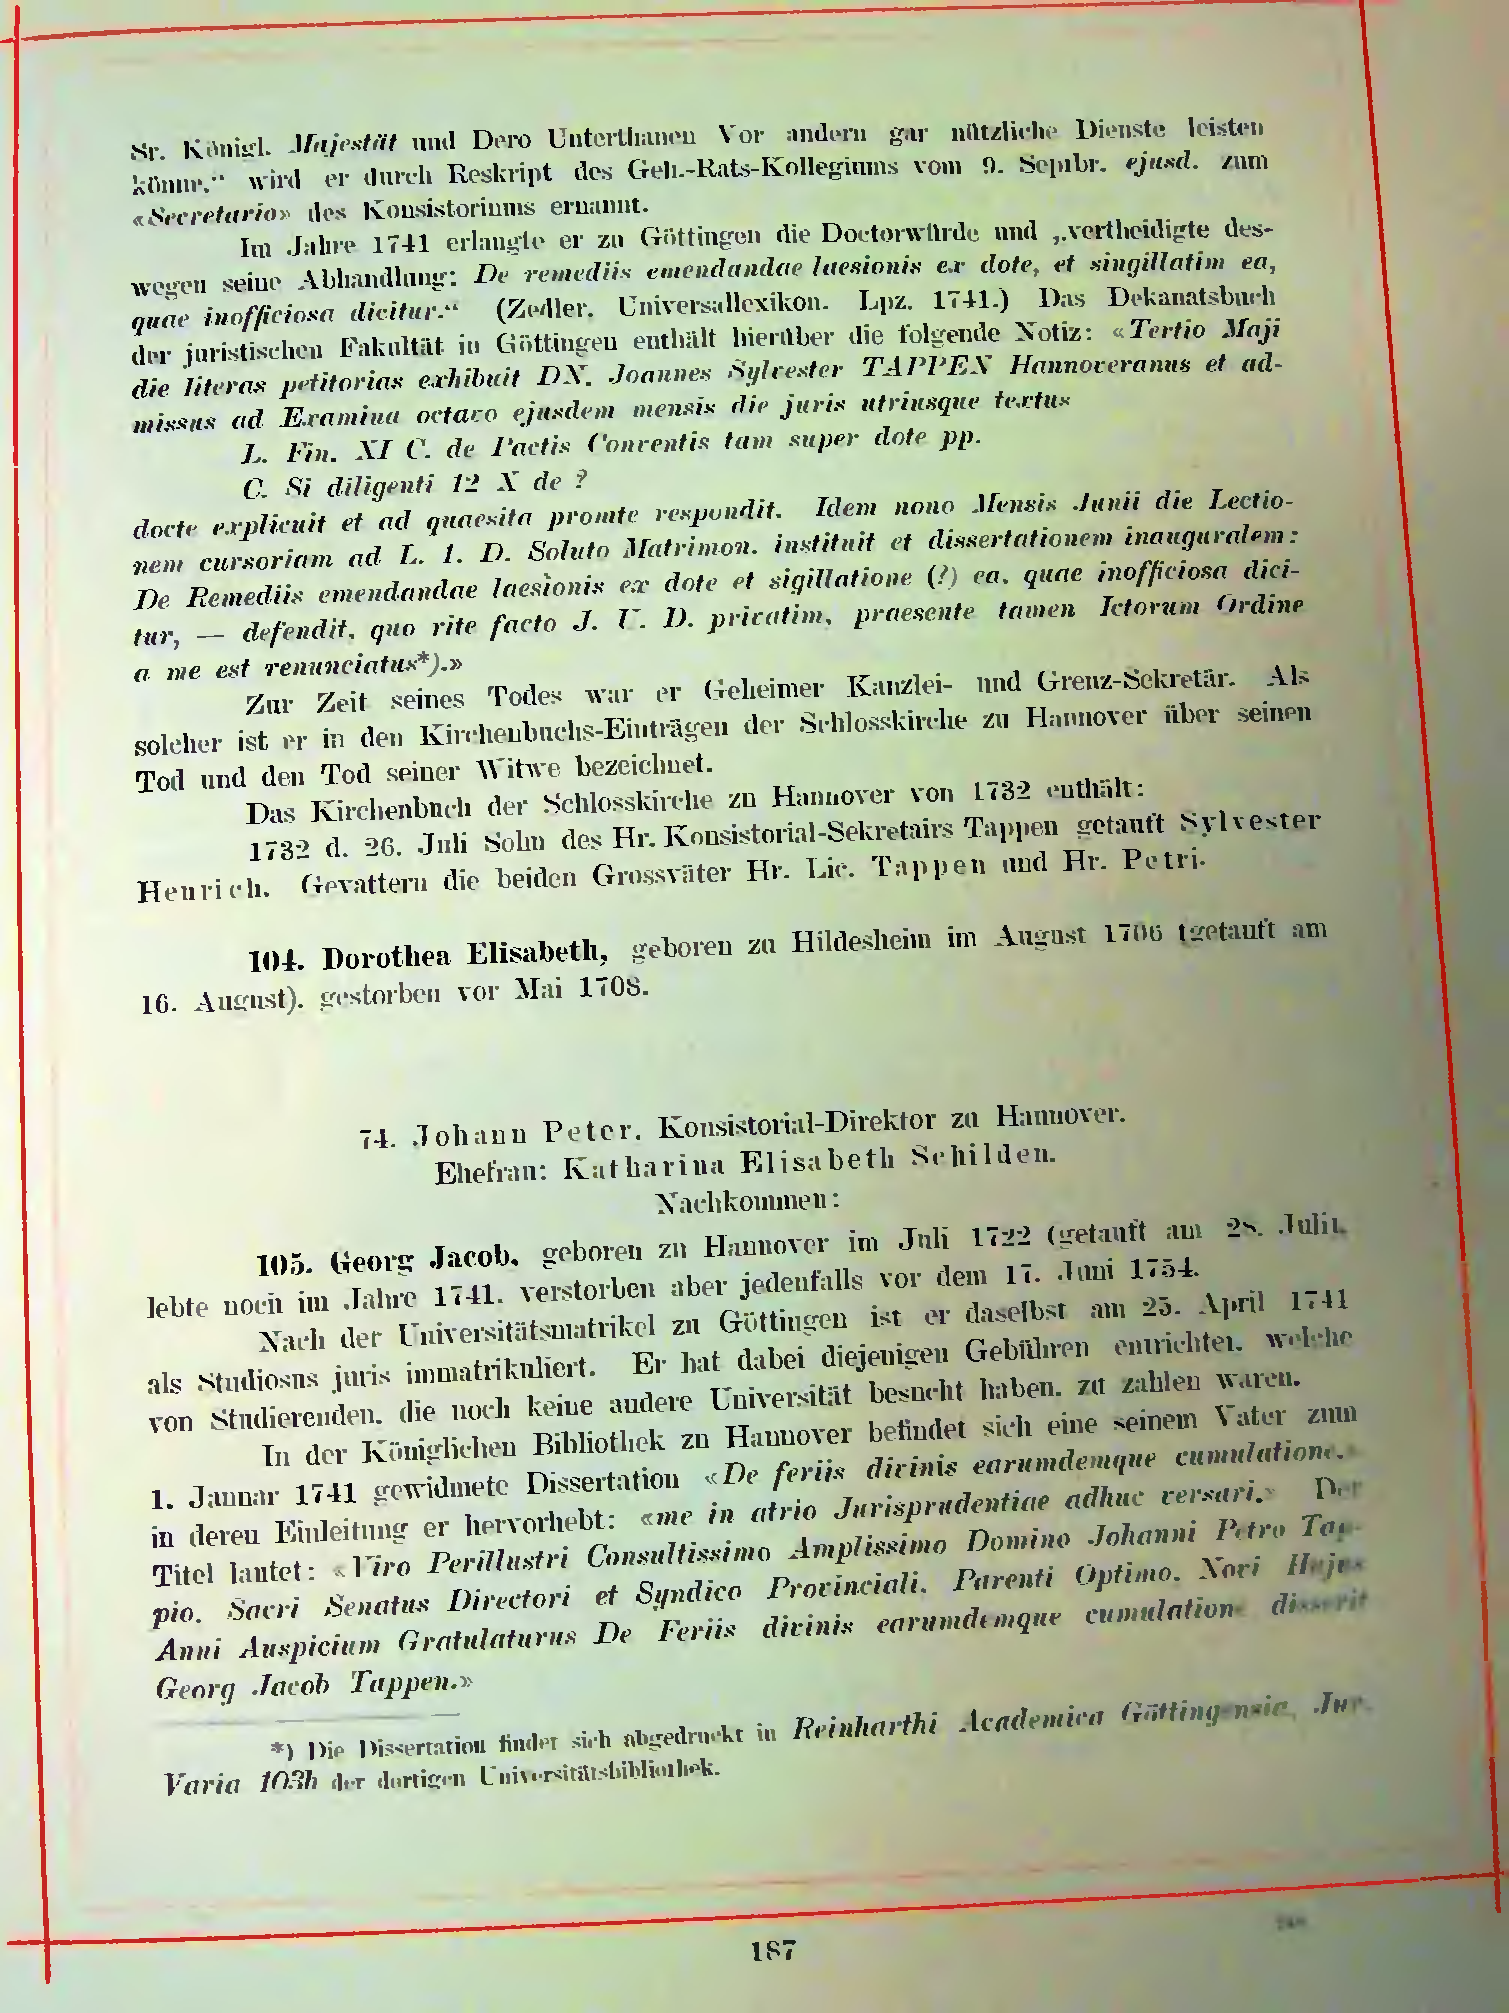 Sr. Königl. Majestät und Dero Unterthanen Vor andern gar nützliche Dienste leisten
könne,“ wird er durch Reskript des Geh.-Rats-Kollegiums vom 9. Sepibr. ejusd. zum
«Secretario» des Konsistoriums ernannt.
Im Jahre 1741 erlangte er zu Göttingen die Doctorwürde und „vertheidigte des-
wegen seine Abhandlung: De remediis emendandae laesionis ex dote, et singillatim ea,
quae inofficiosa dicitur.“ (Zedler. Universallexikon. Lpz. 1741.) Das Dekanatsbuch
der juristischen Fakultät in Göttingen enthält hierüber die folgende Notiz: «Tertio Maji
die literas petitorias exhibuit DN. Joannes Sylvester TAPPEN Hannoveranus et ad-
missus ad Examina octavo ejusdem mensis die juris utriusque textus
L. Fin. XI C. de Pactis Conventis tam super dote pp.
C. Si diligenti 12 X de ?
docte explicuit et ad quaesita promte respondit. Idem nono Mensis Junii die Lectio-
nem cursoriam ad L. 1. D. Soluto Matrimon. instituit et dissertationem inauguralem:
De Remediis emendandae laesionis ex dote et sigillatione (?) ea, quae inofficiosa dici-
tur, — defendit, quo rite facto J. U. D. privatim, praesente tamen Ictorum Ordine
a me est renunciatus*).»
Zur Zeit seines Todes war er Geheimer Kanzlei- und Grenz-Sekretär. Als
solcher ist er in den Kirchenbuchs-Einträgen der Schlosskirche zu Hannover über seinen
Tod und den Tod seiner Witwe bezeichnet.
Das Kirchenbuch der Schlosskirche zu Hannover von 1732 enthält:
1732 d. 26. Juli Sohn des Hr. Konsistorial-Sekretairs Tappen getauft Sylvester
Henrich. Gevattern die beiden Grossväter Hr. Lic. Tappen und Hr. Petri.
104. Dorothea Elisabeth, geboren zu Hildesheim im August 1706 (getauft am
16. August), gestorben vor Mai 1708.
74. Johann Peter, Konsistorial-Direktor zu Hannover.
Ehefrau: Katharina Elisabeth Schilden.
Nachkommen:
105. Georg Jacob, geboren zu Hannover im Juli 1722 (getauft am 28. Juli),
lebte noch im Jahre 1741, verstorben aber jedenfalls vor dem 17. Juni 1754.
Nach der Universitätsmatrikel zu Göttingen ist er daselbst am 25. April 1741
als Studiosus juris immatrikuliert. Er hat dabei diejenigen Gebühren entrichtet, welche
von Studierenden, die noch keine andere Universität besucht haben, zu zahlen waren.
In der Königlichen Bibliothek zu Hannover befindet sich eine seinem Vater zum
1. Januar 1741 gewidmete Dissertation «De feriis divinis earumdemque cumulatione,»
in deren Einleitung er hervorhebt: «me in atrio Jurisprudentiae adhuc versari.» Der
Titel lautet: «Viro Perillustri Consultissimo Amplissimo Domino Johanni Petro Tap-
pio, Sacri Senatus Directori et Syndico Provinciali, Parenti Optimo, Novi Hujus
Anni Auspicium Gratulaturus De Feriis divinis earumdemque cumulatione disserit
Georg Jacob Tappen.»
*) Die Dissertation findet sich abgedruckt in Reinharthi Academica Göttingensia, Jur.
Varia 103h der dortigen Universitätsbibliothek.
187